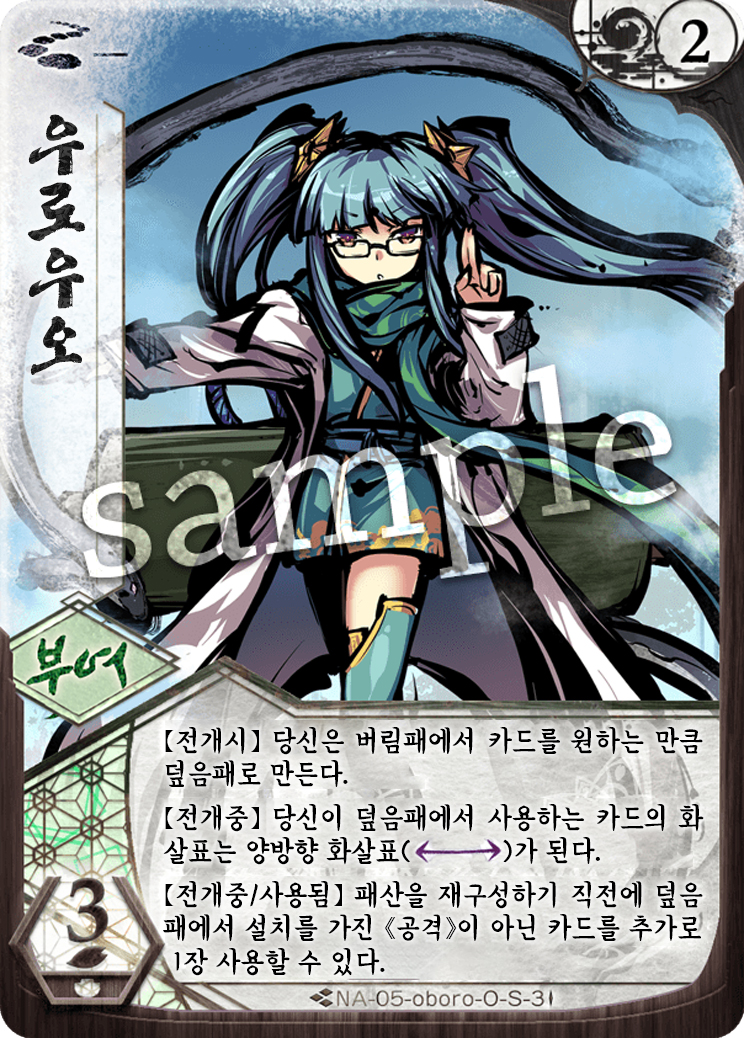 2
우로우오
sample
부여
【전개시】 당신은 버림패에서 카드를 원하는 만큼
덮음패로 만든다.
【전개중】 당신이 덮음패에서 사용하는 카드의 화
살표는 양방향 화살표(⟷)가 된다.
【전개중/사용됨】 패산을 재구성하기 직전에 덮음
패에서 설치를 가진 《공격》이 아닌 카드를 추가로
1장 사용할 수 있다.
3
NA-05-oboro-O-S-3